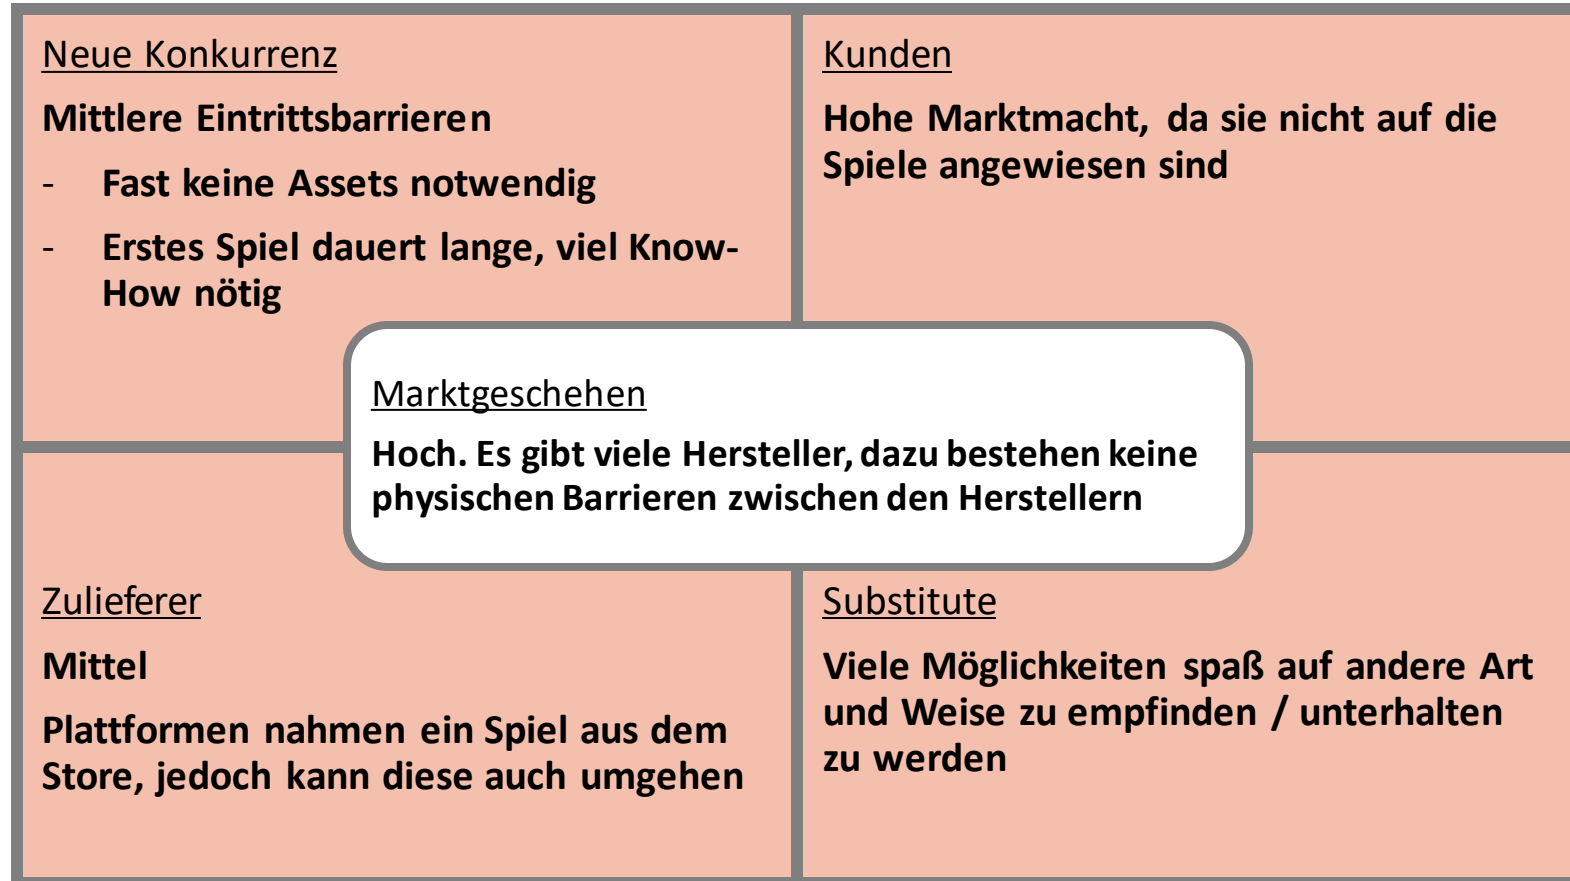 Neue Konkurrenz
Mittlere Eintrittsbarrieren
- Fast keine Assets notwendig
- Erstes Spiel dauert lange, viel Know-
How nötig
Kunden
Hohe Marktmacht, da sie nicht auf die
Spiele angewiesen sind
Marktgeschehen
Hoch. Es gibt viele Hersteller, dazu bestehen keine
physischen Barrieren zwischen den Herstellern
Zulieferer
Mittel
Plattformen nahmen ein Spiel aus dem
Store, jedoch kann diese auch umgehen
Substitute
Viele Möglichkeiten spaß auf andere Art
und Weise zu empfinden / unterhalten
zu werden